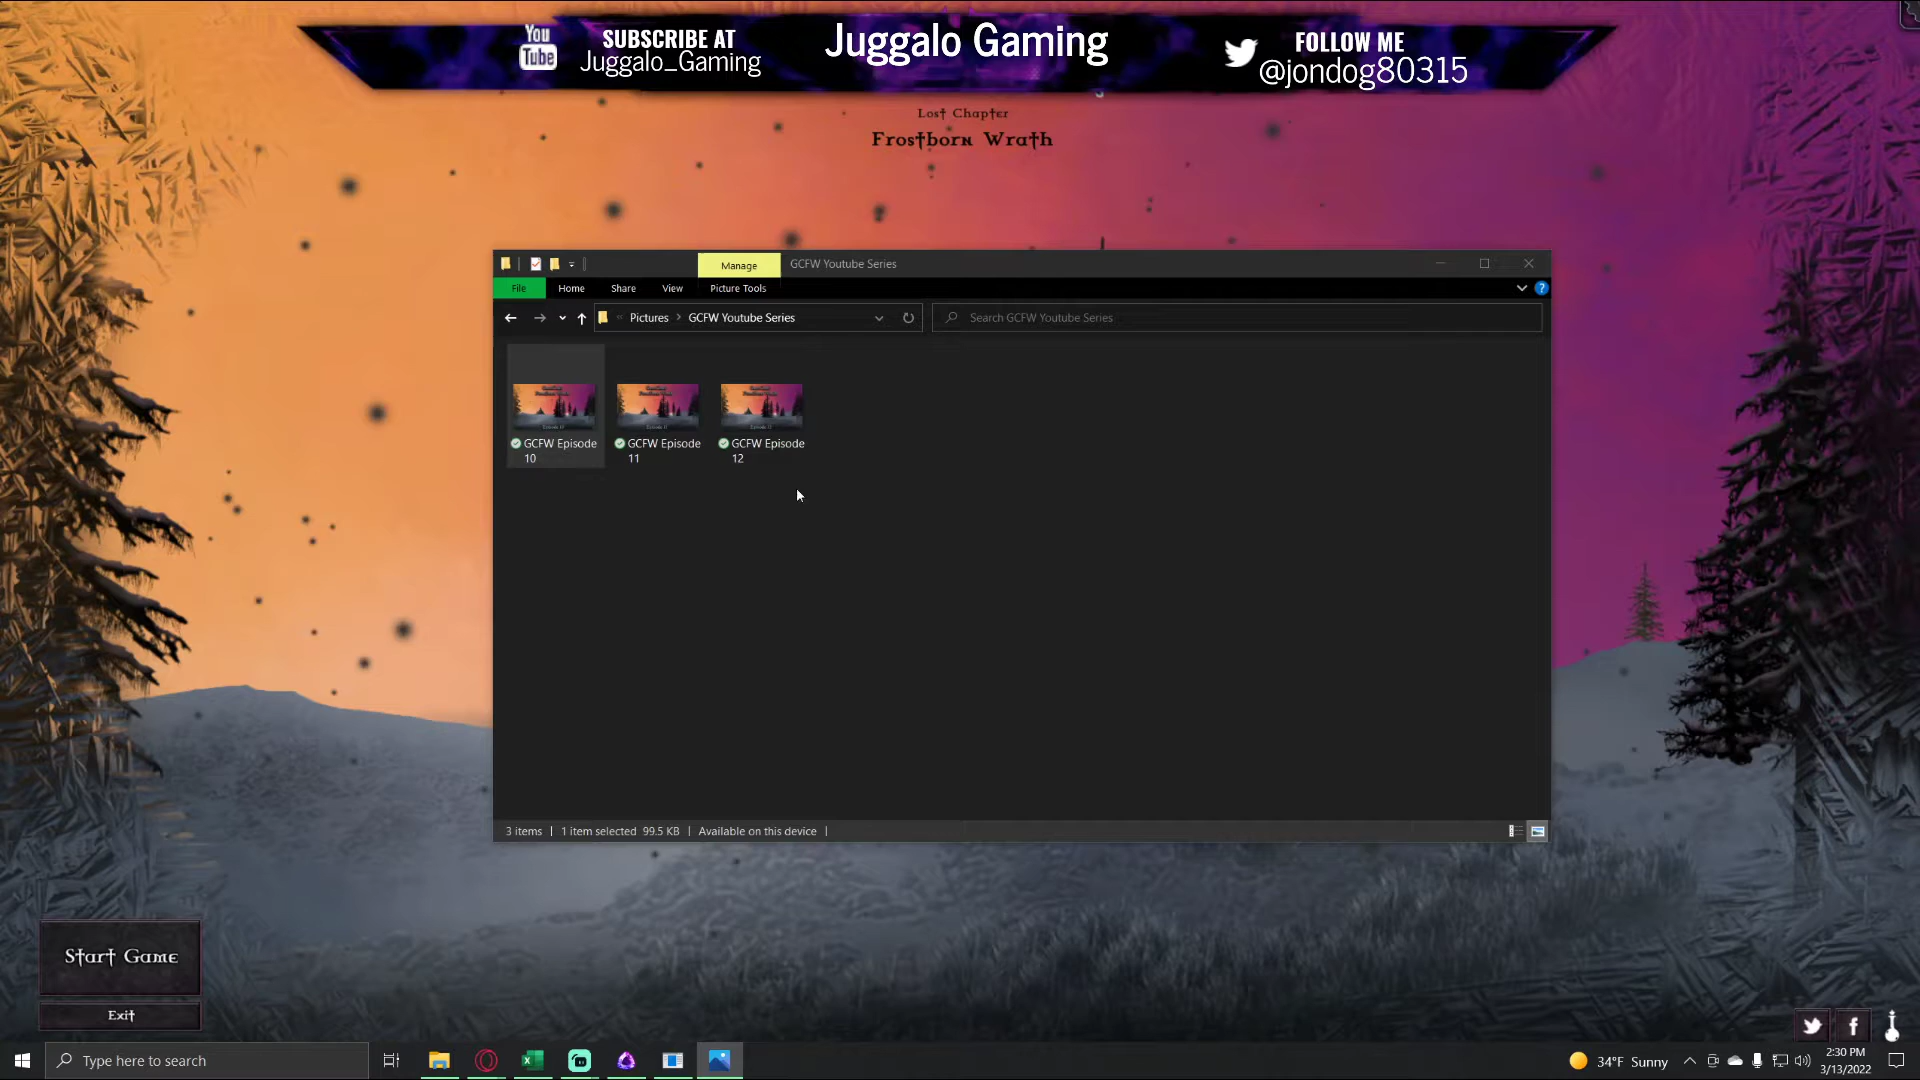 You
Tube
SUBSCRIBE AT
Juggalo_Gaming
Juggalo Gaming
FOLLOW ME
@jondog80315
Lost Chapter
Frostborn Wrath
Manage
GCFW Youtube Series
File
Home
Share
View
Picture Tools
Pictures > GCFW Youtube Series
Search GCFW Youtube Series
GCFW Episode
10
GCFW Episode
11
GCFW Episode
12
3 items
1 item selected 99.5 KB
Available on this device
Start Game
Exit
Type here to search
34°F Sunny
2:30 PM
3/13/2022